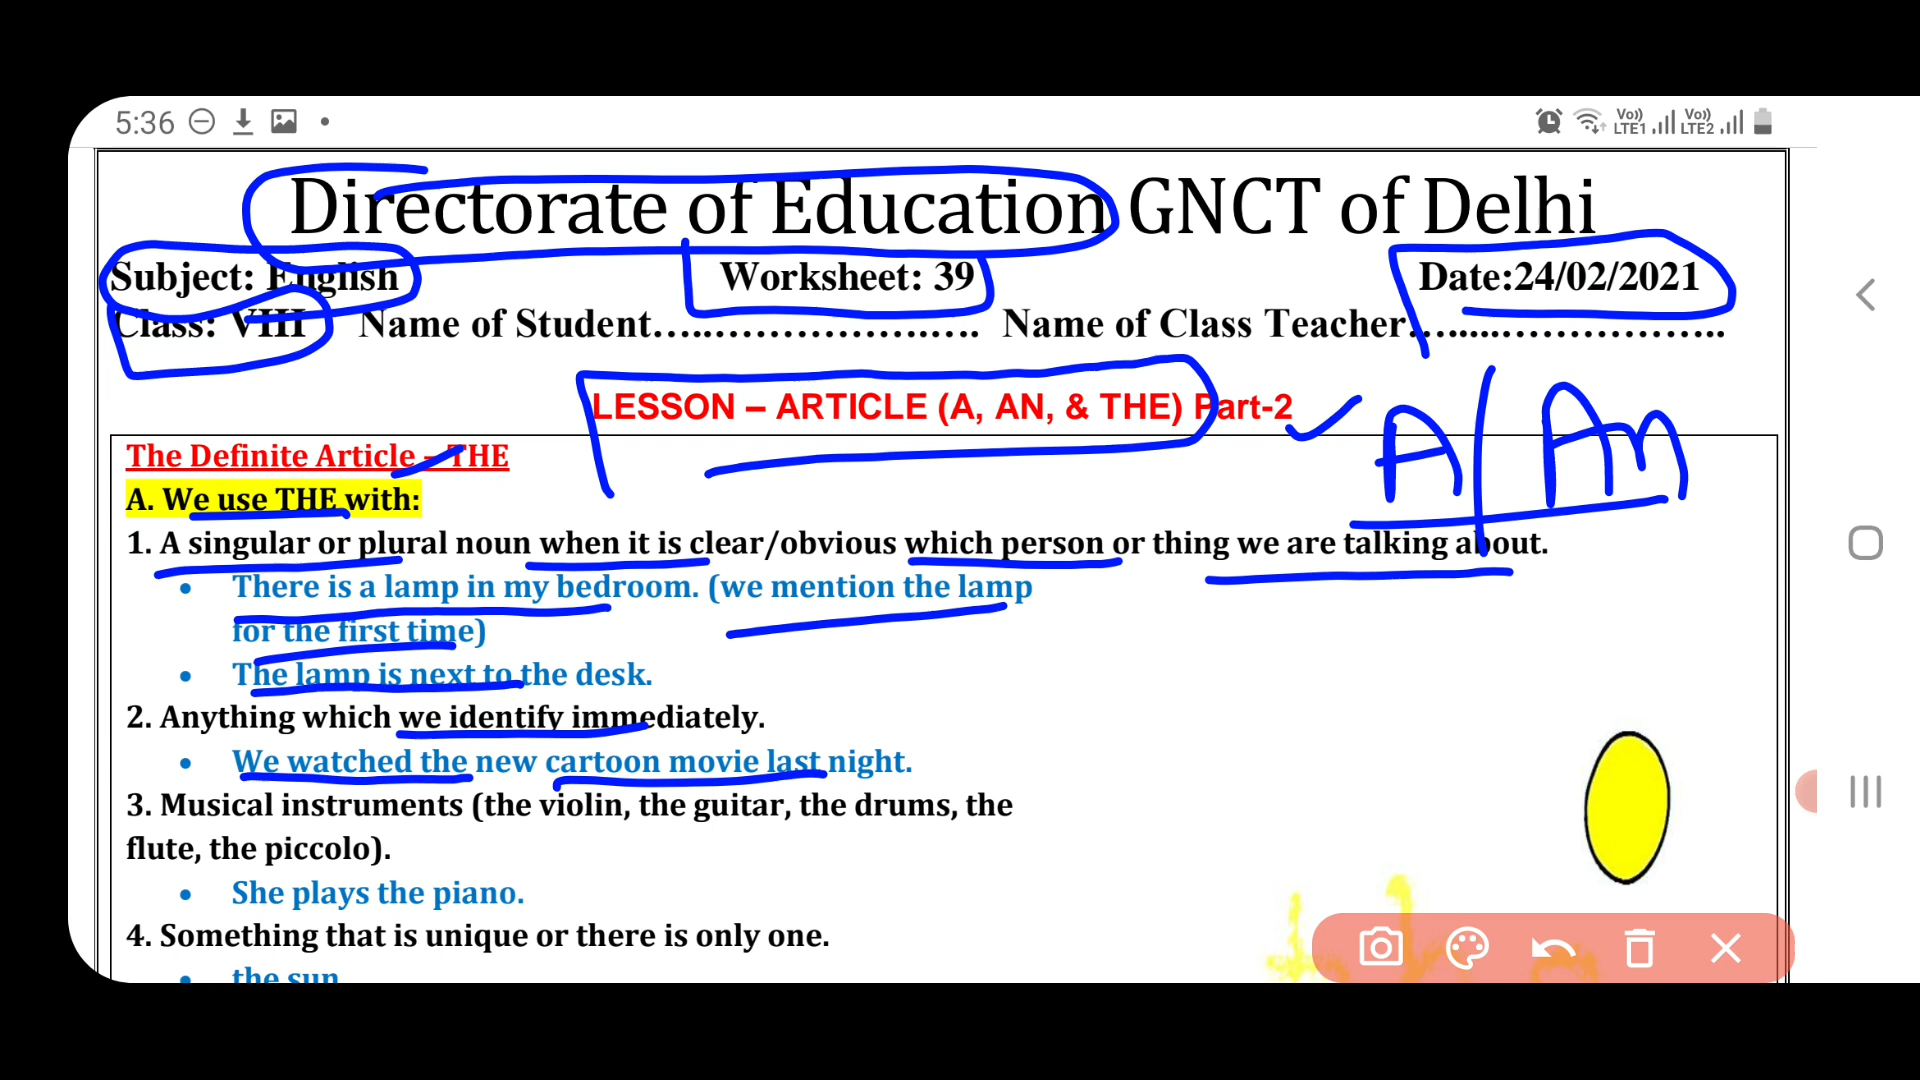 5:36 Vo)) LTE1 Vo)) LTE2
Directorate of Education GNCT of Delhi
Subject: English Worksheet: 39 Date:24/02/2021
Class: VIII Name of Student…..……………….…. Name of Class Teacher…....………………..
LESSON – ARTICLE (A, AN, & THE) Part-2
A / An
The Definite Article – THE
A. We use THE with:
1. A singular or plural noun when it is clear/obvious which person or thing we are talking about.
• There is a lamp in my bedroom. (we mention the lamp
for the first time)
• The lamp is next to the desk.
2. Anything which we identify immediately.
• We watched the new cartoon movie last night.
3. Musical instruments (the violin, the guitar, the drums, the
flute, the piccolo).
• She plays the piano.
4. Something that is unique or there is only one.
• the sun